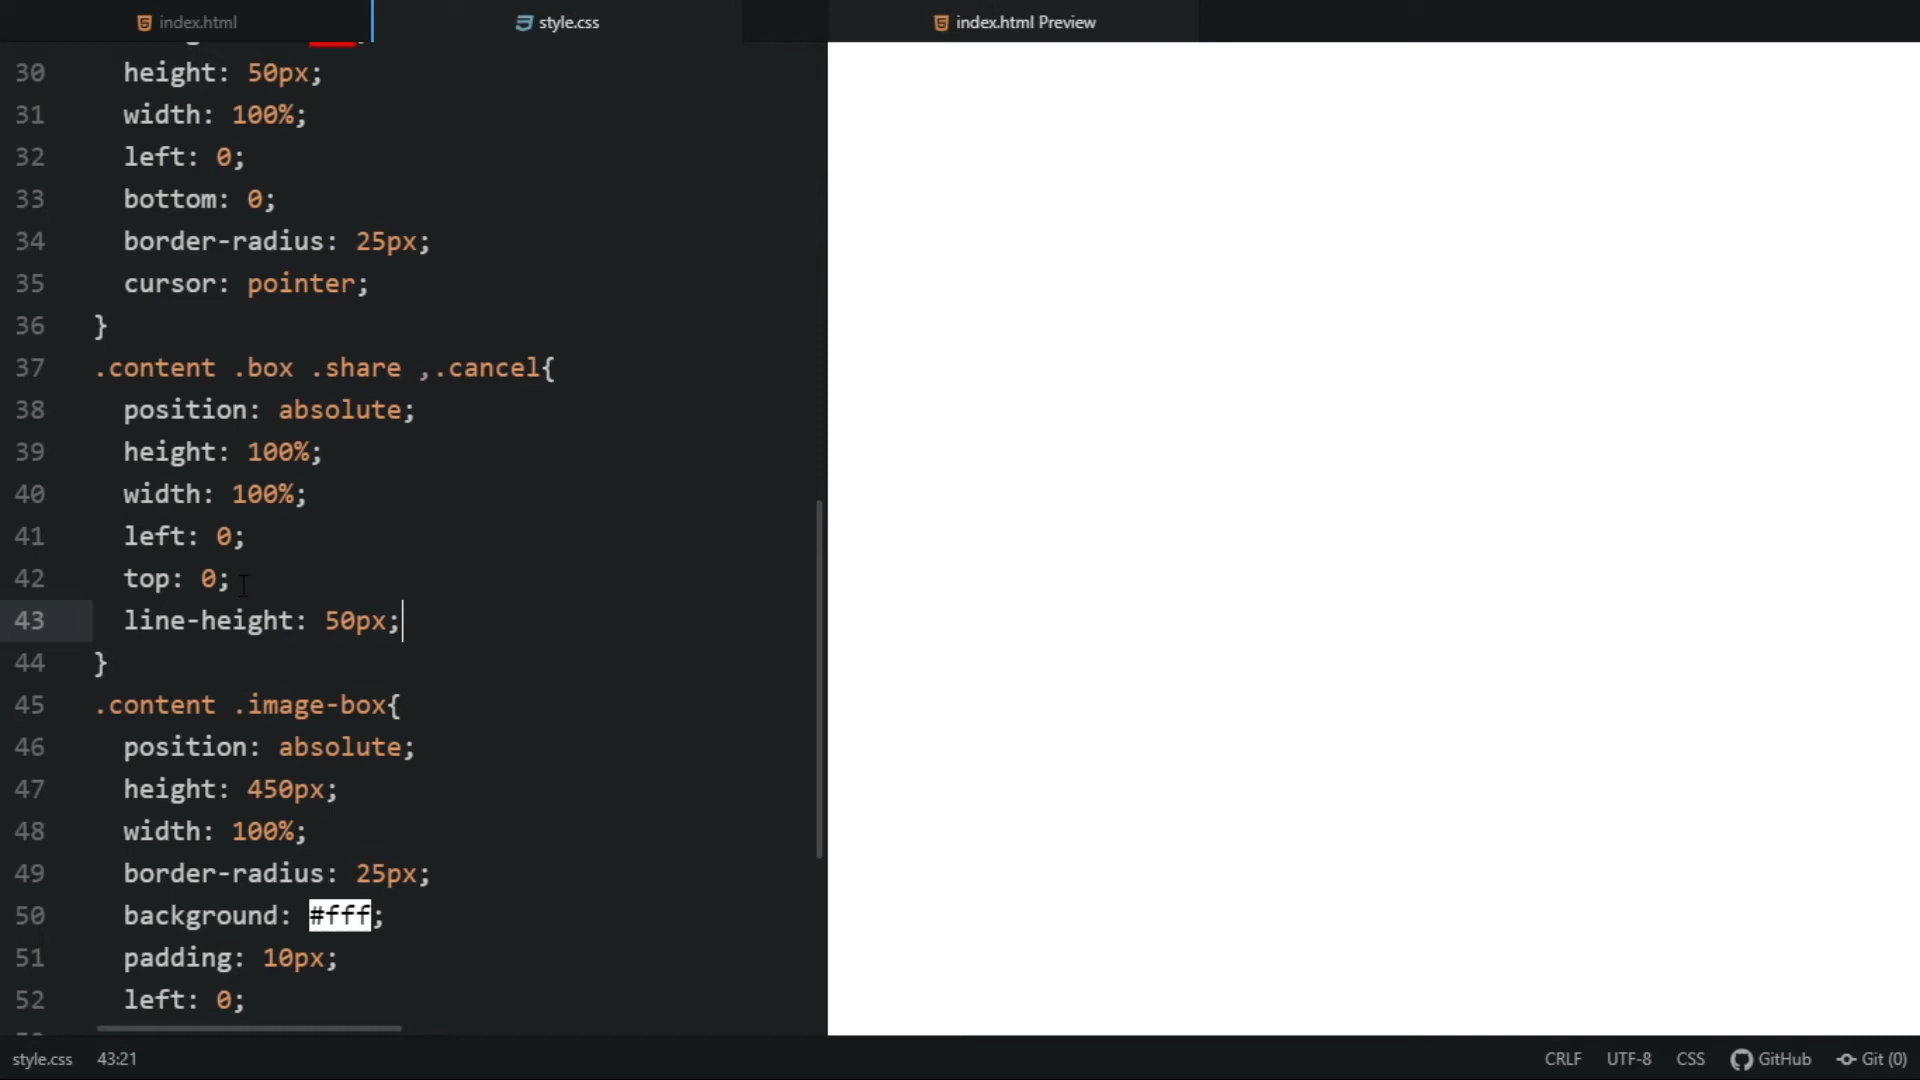 index.html
style.css
index.html Preview
30 height: 50px;
31 width: 100%;
32 left: 0;
33 bottom: 0;
34 border-radius: 25px;
35 cursor: pointer;
36 }
37 .content .box .share ,.cancel{
38 position: absolute;
39 height: 100%;
40 width: 100%;
41 left: 0;
42 top: 0;
43 line-height: 50px;
44 }
45 .content .image-box{
46 position: absolute;
47 height: 450px;
48 width: 100%;
49 border-radius: 25px;
50 background: #fff;
51 padding: 10px;
52 left: 0;
style.css 43:21 CRLF UTF-8 CSS GitHub Git (0)